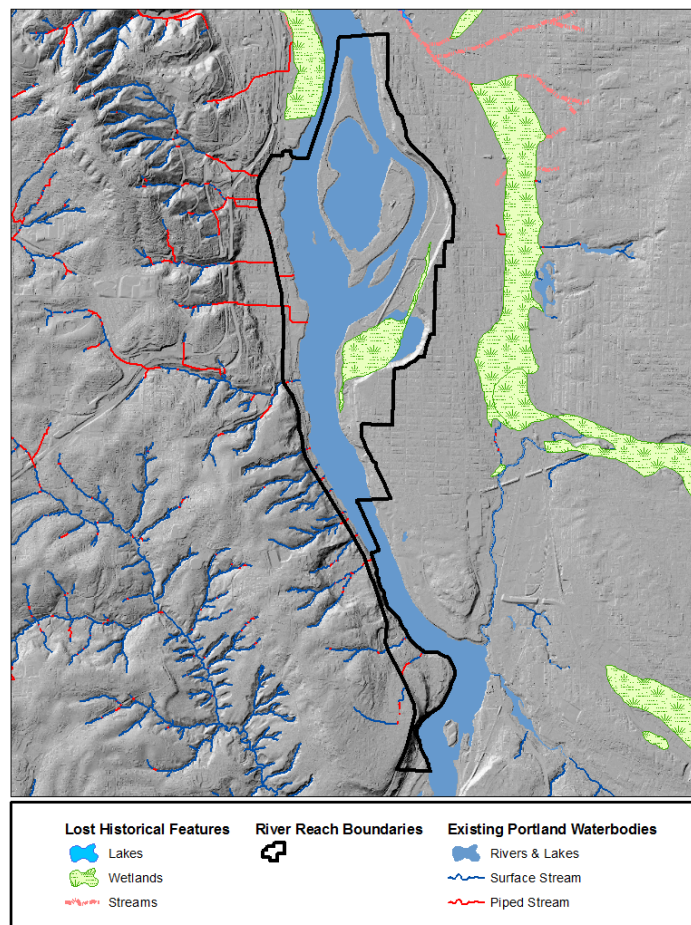 Lost Historical Features
Lakes
Wetlands
Streams
River Reach Boundaries
Existing Portland Waterbodies
Rivers & Lakes
Surface Stream
Piped Stream